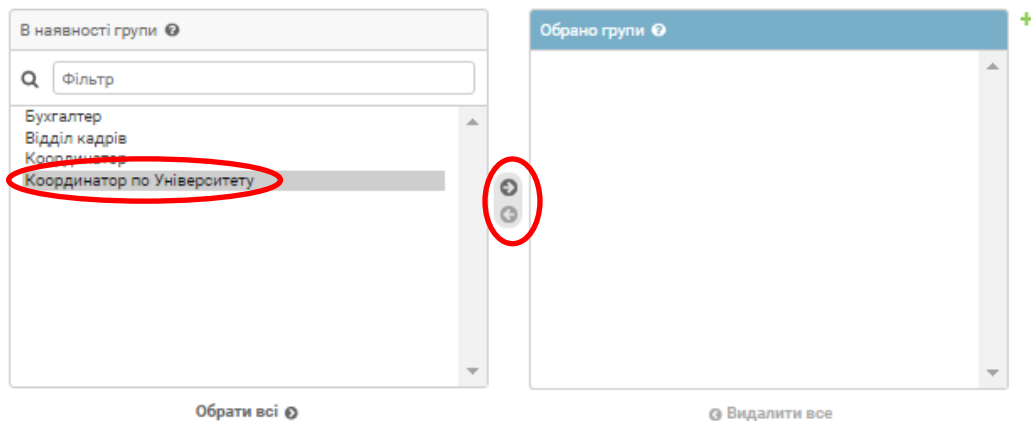 В наявності групи
Обрано групи
Фільтр
Бухгалтер
Відділ кадрів
Координатор
Координатор по Університету
Обрати всі
Видалити все